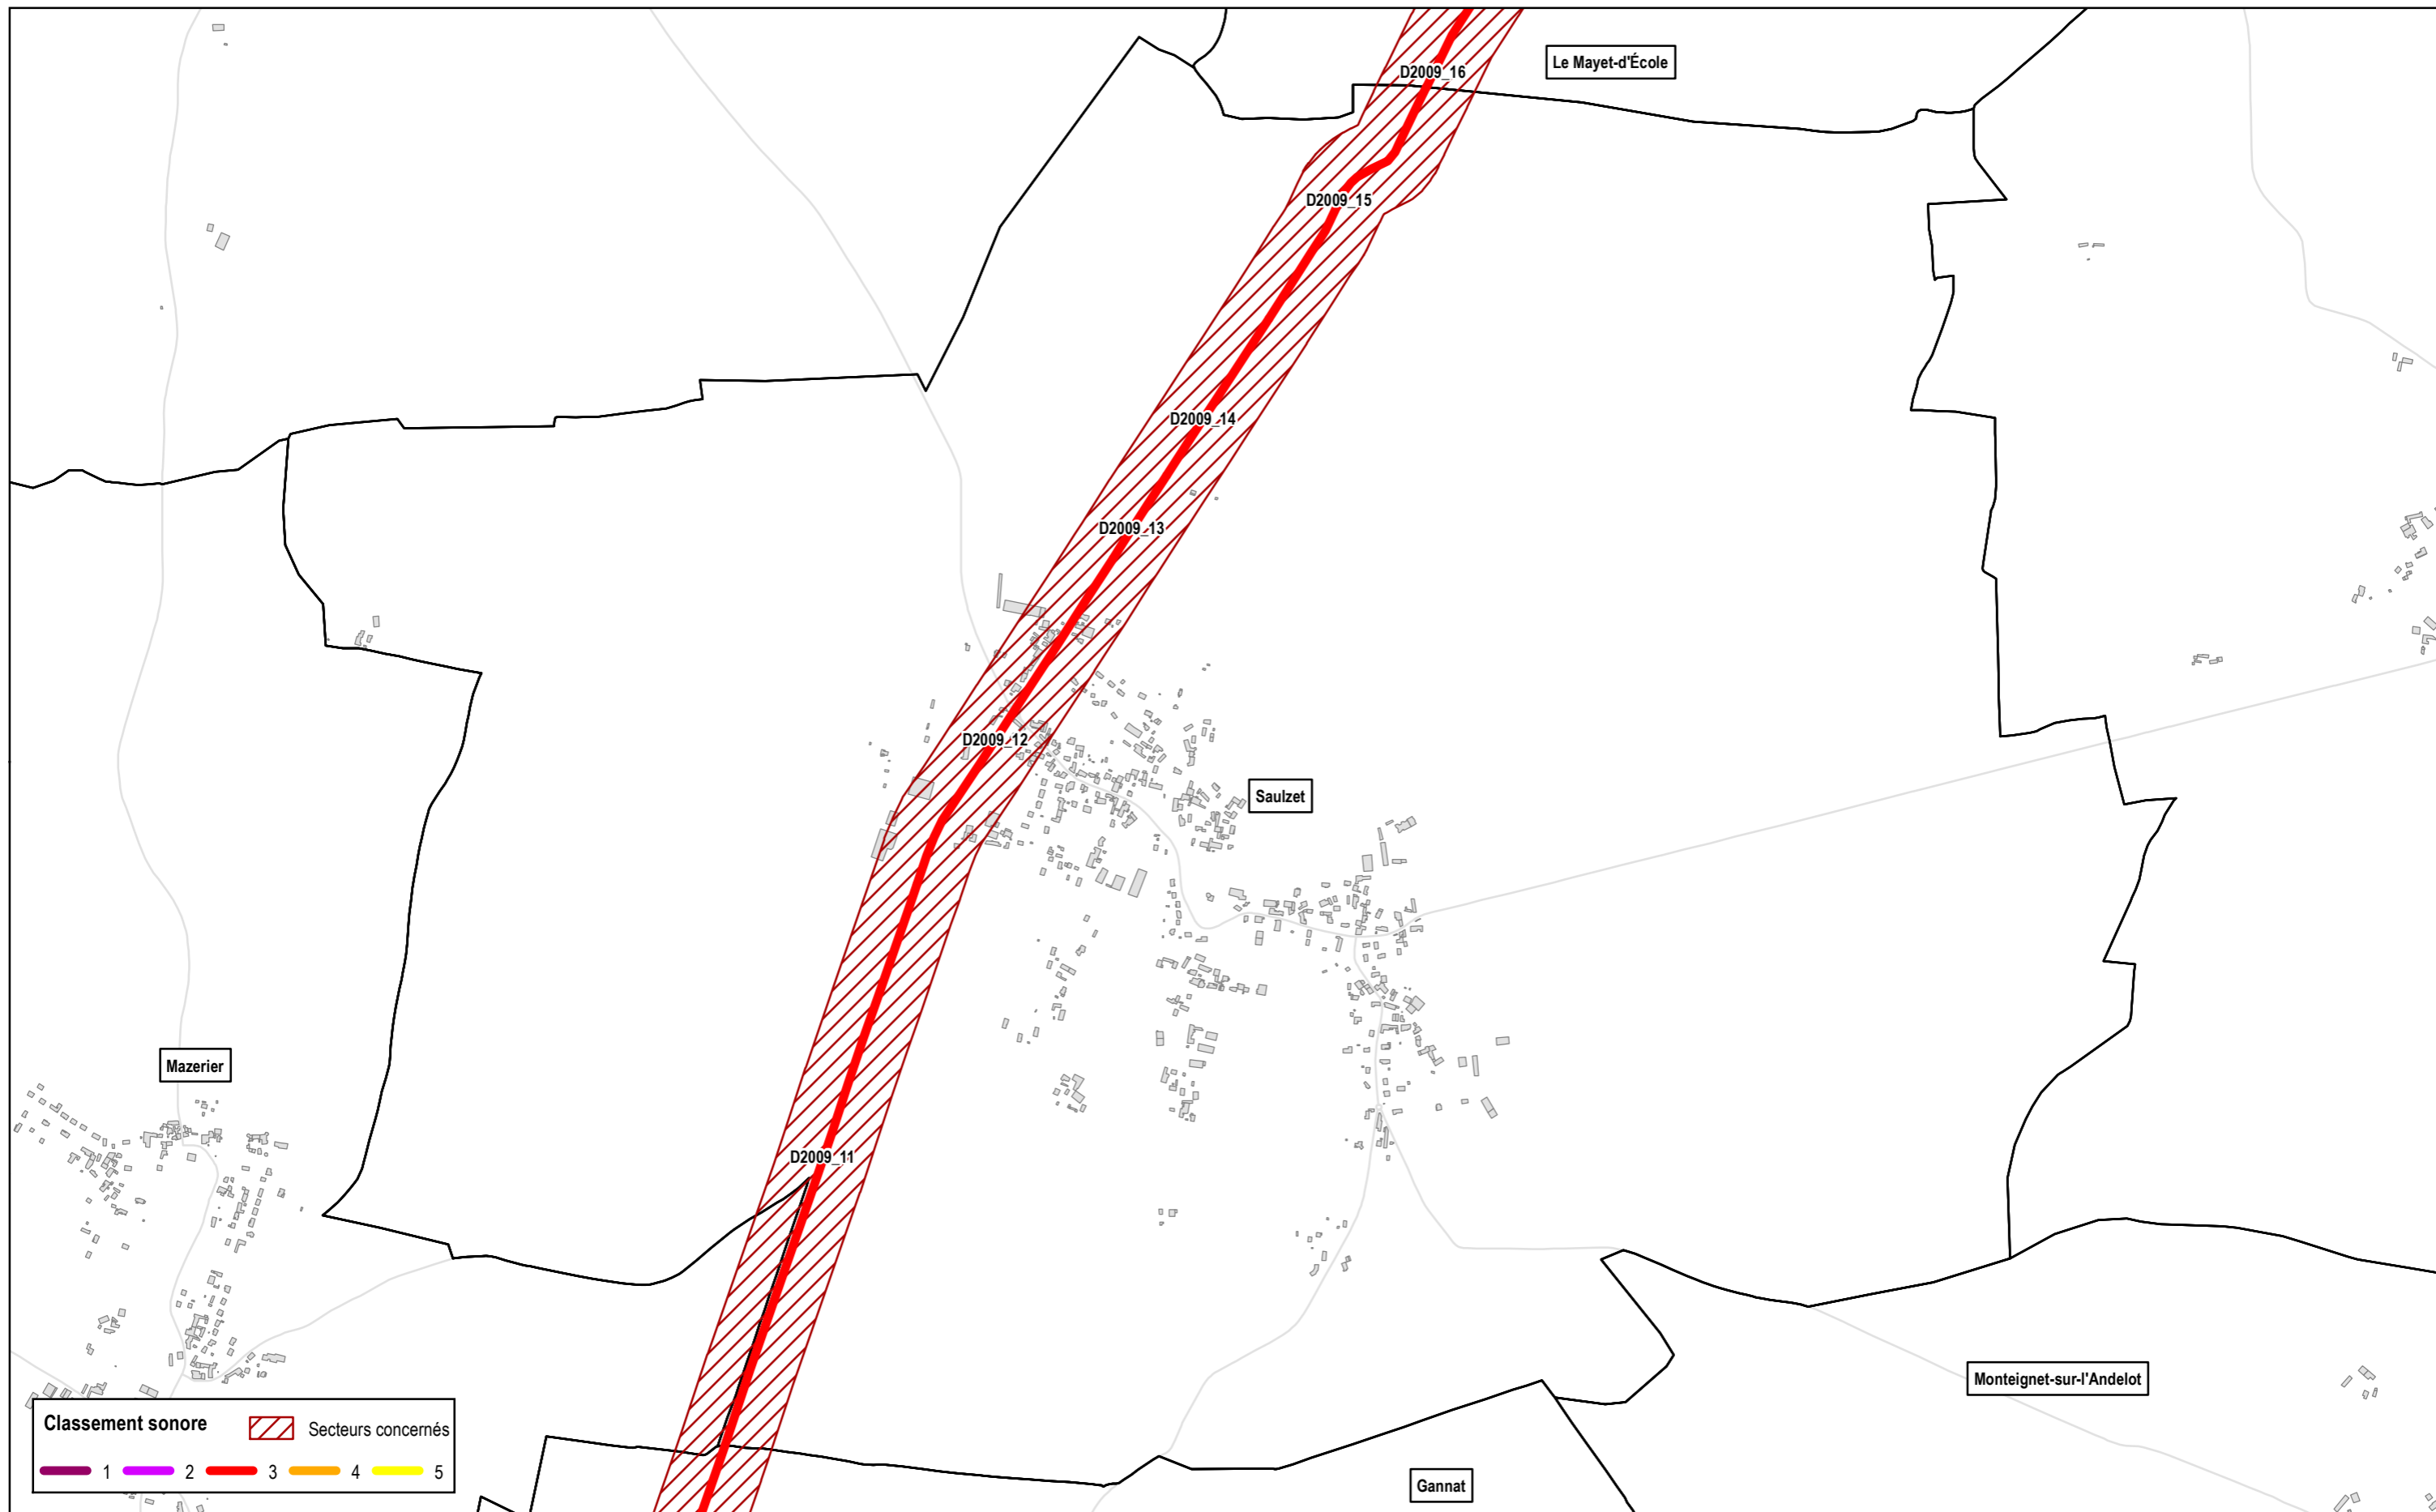 D2009_16
Le Mayet-d'École
D2009_15
D2009_14
D2009_13
D2009_12
Saulzet
Mazerier
D2009_11
Monteignet-sur-l'Andelot
Classement sonore
Secteurs concernés
1 2 3 4 5
Gannat